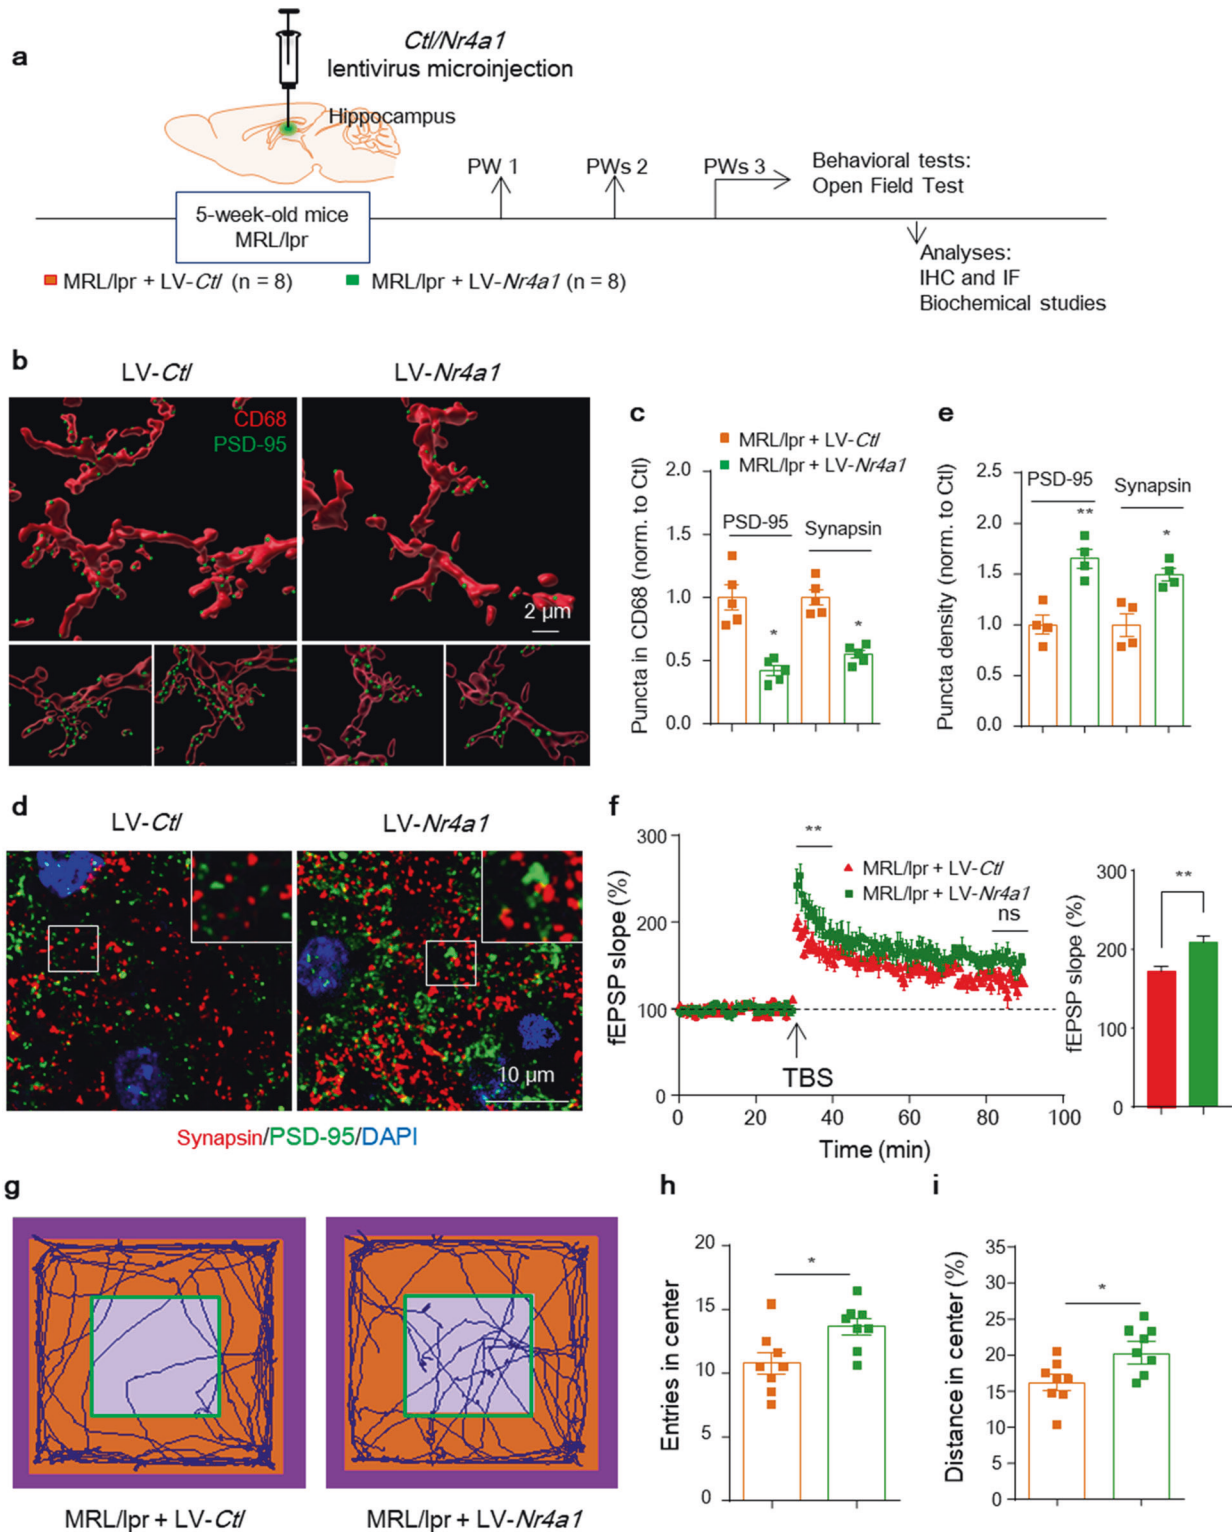 a
Ctl/Nr4a1
lentivirus microinjection
Hippocampus
PW 1
PWs 2
PWs 3
Behavioral tests:
Open Field Test
5-week-old mice
MRL/lpr
Analyses:
IHC and IF
Biochemical studies
MRL/lpr + LV-Ctl (n = 8)
MRL/lpr + LV-Nr4a1 (n = 8)
b
LV-Ctl
LV-Nr4a1
CD68
PSD-95
2 µm
c
MRL/lpr + LV-Ctl
MRL/lpr + LV-Nr4a1
Puncta in CD68 (norm. to Ctl)
2.0
1.5
1.0
0.5
0.0
PSD-95
Synapsin
*
*
e
Puncta density (norm. to Ctl)
2.5
2.0
1.5
1.0
0.5
0.0
PSD-95
Synapsin
**
*
d
LV-Ctl
LV-Nr4a1
10 µm
Synapsin/PSD-95/DAPI
f
fEPSP slope (%)
300
200
100
0
**
MRL/lpr + LV-Ctl
MRL/lpr + LV-Nr4a1
ns
TBS
0 20 40 60 80 100
Time (min)
fEPSP slope (%)
300
200
100
0
**
g
MRL/lpr + LV-Ctl
MRL/lpr + LV-Nr4a1
h
Entries in center
20
15
10
5
0
*
i
Distance in center (%)
35
30
25
20
15
10
5
0
*